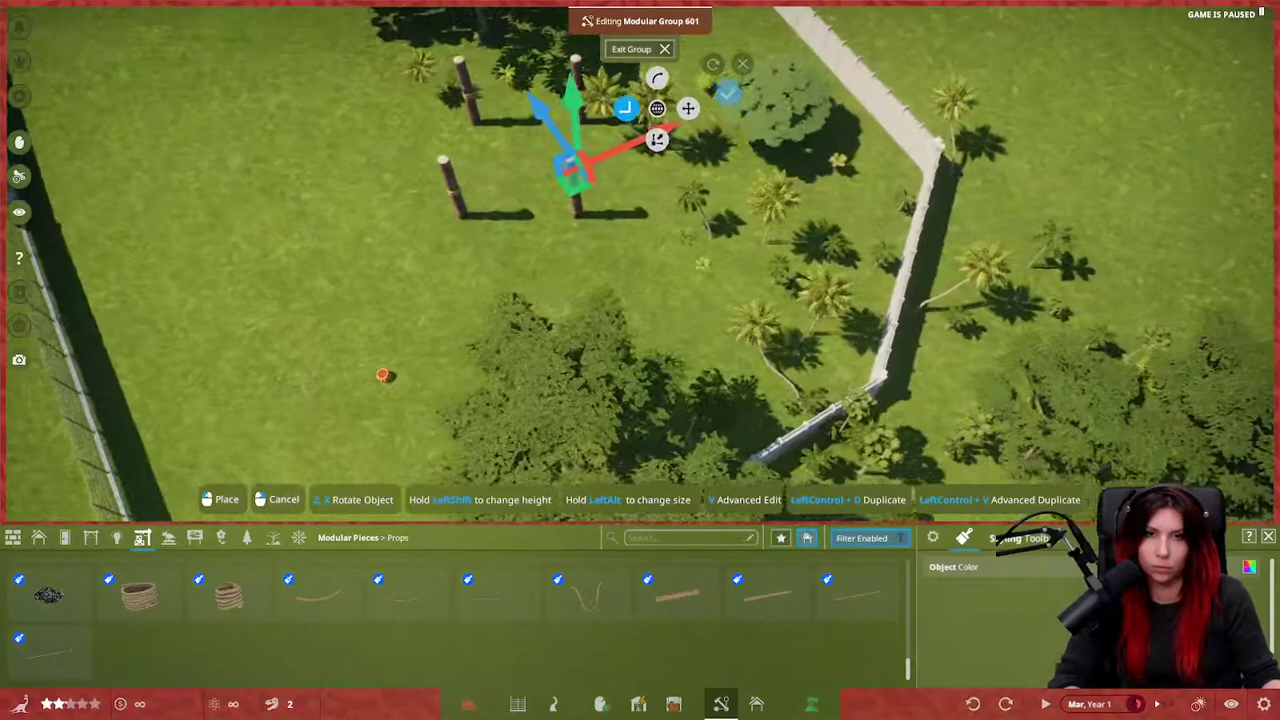 Editing Modular Group 601
GAME IS PAUSED
Exit Group
?
Place
Cancel
Z, X Rotate Object
Hold LeftShift to change height
Hold LeftAlt to change size
V Advanced Edit
LeftControl + D Duplicate
LeftControl + V Advanced Duplicate
Modular Pieces > Props
Search...
Filter Enabled
?
Object Color
2
Mar, Year 1